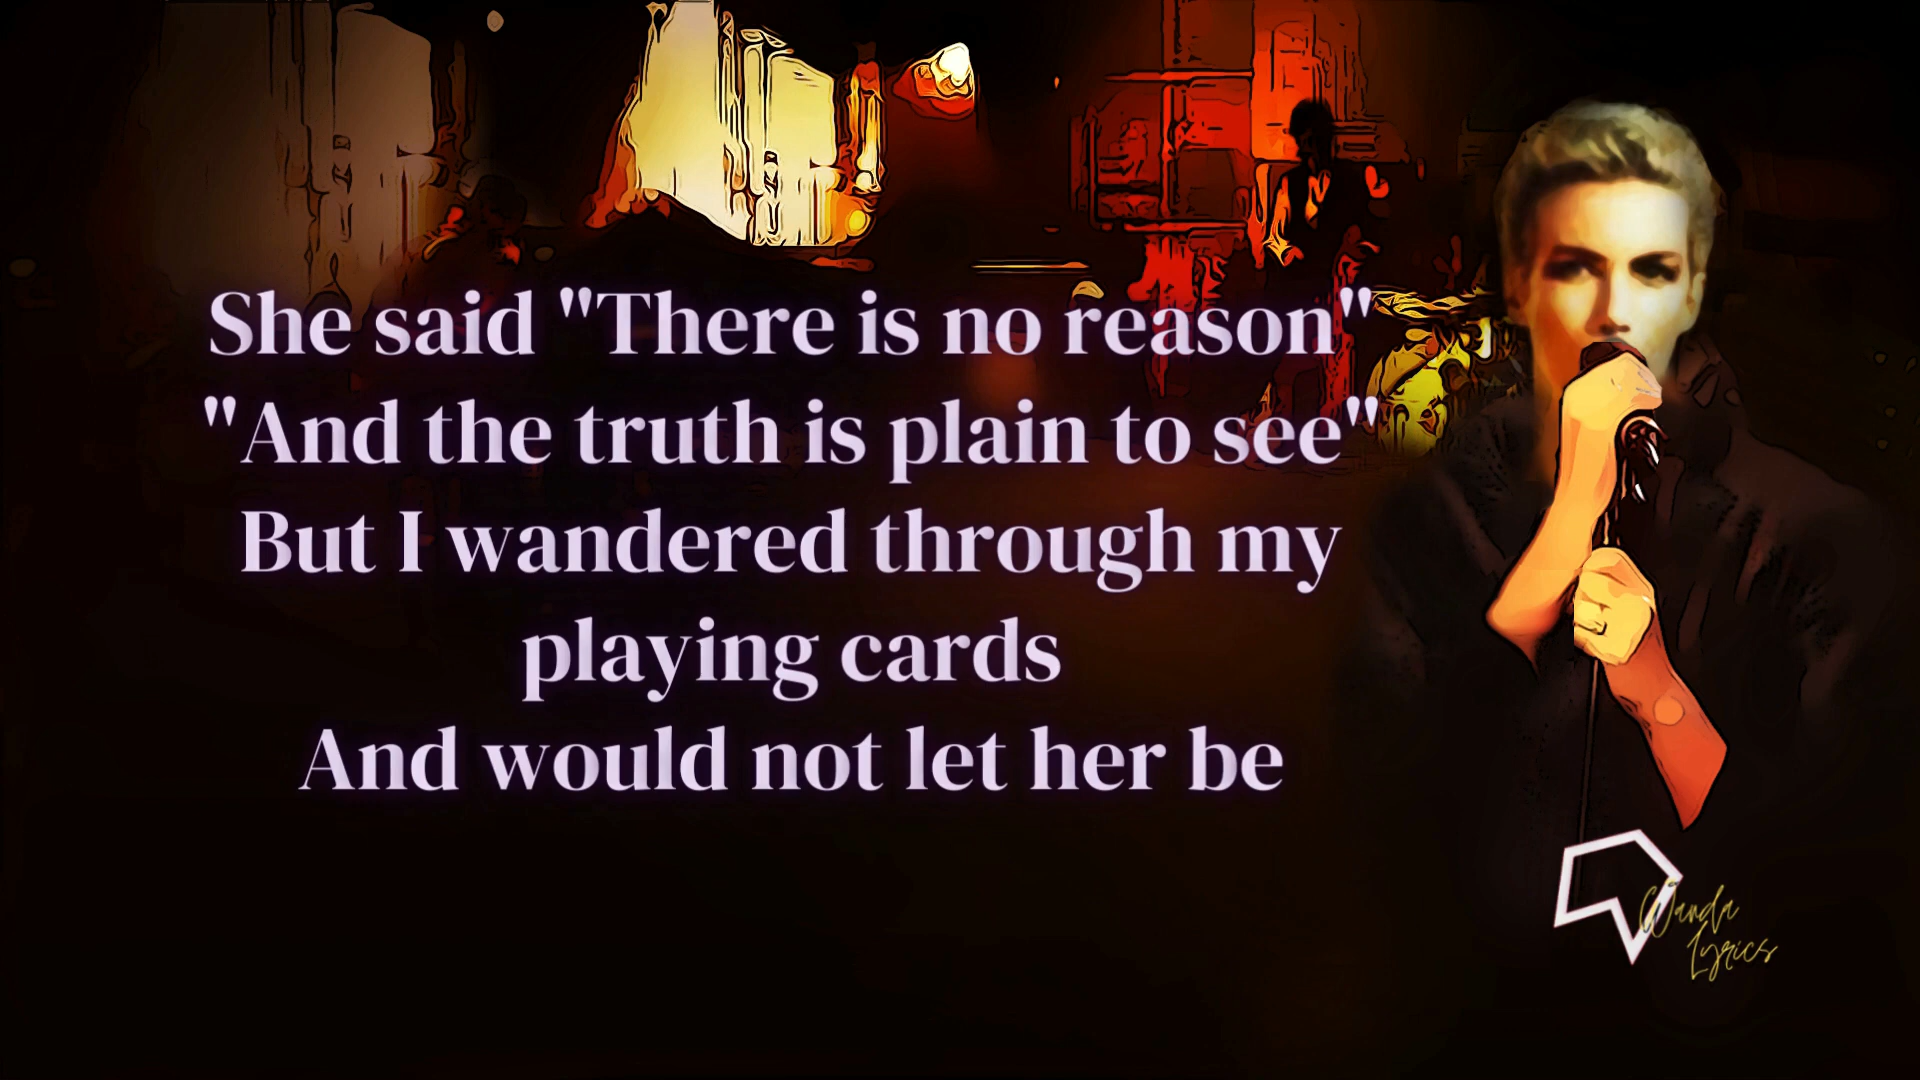 She said "There is no reason"
"And the truth is plain to see"
But I wandered through my
playing cards
And would not let her be
Wanda
Lyrics